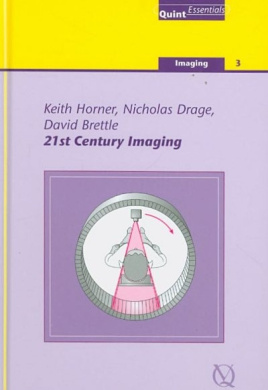 Quint Essentials
Imaging 3
Keith Horner, Nicholas Drage,
David Brettle
21st Century Imaging